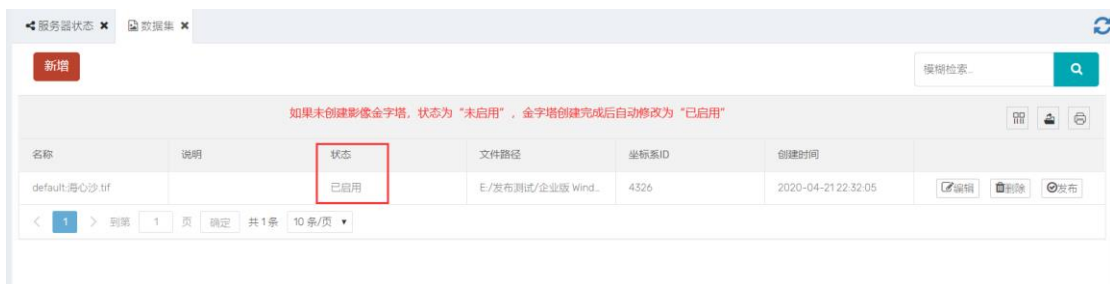 服务器状态 数据集
新增 模糊检索...
如果未创建影像金字塔，状态为“未启用”，金字塔创建完成后自动修改为“已启用”
名称 说明 状态 文件路径 坐标系ID 创建时间
default:海心沙.tif 已启用 E:/发布测试/企业版 Wind... 4326 2020-04-21 22:32:05 编辑 删除 发布
1 到第 1 页 确定 共1条 10 条/页